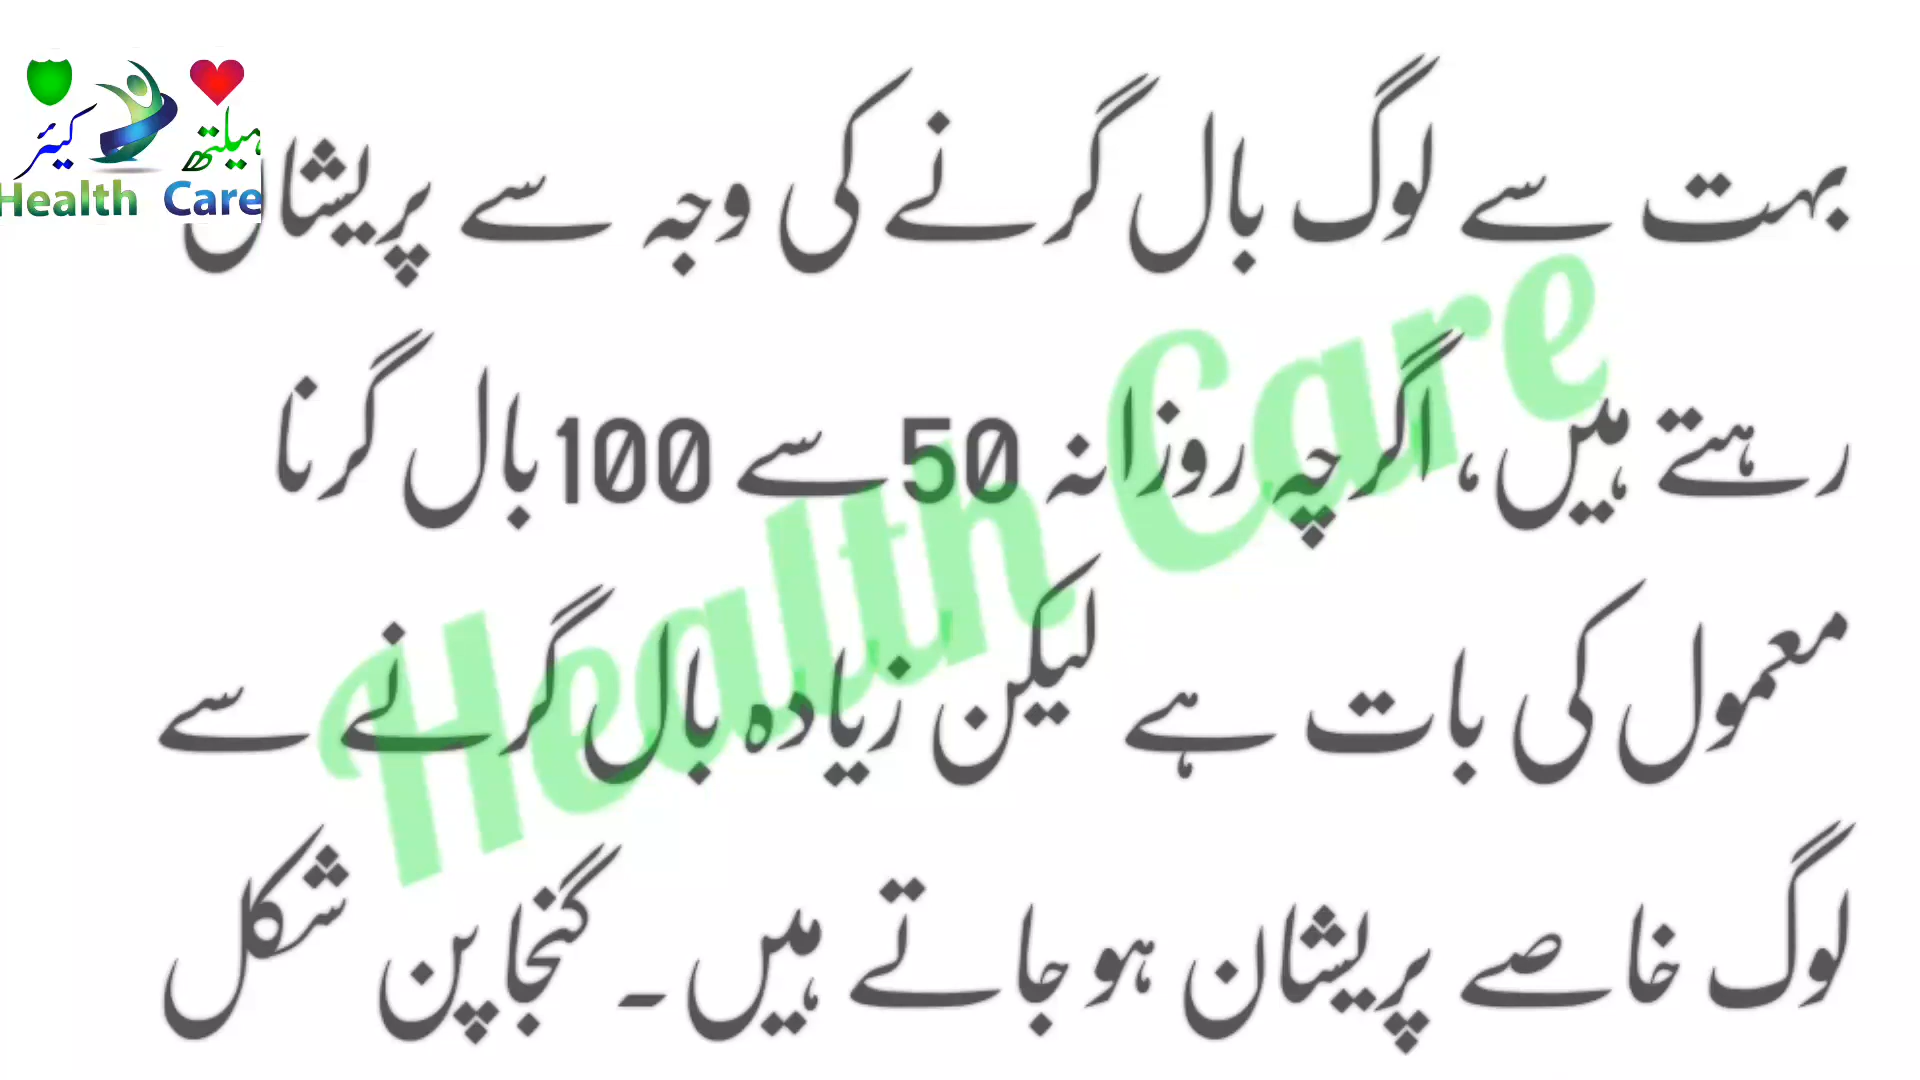 ہیلتھ کیئر
Health Care
بہت سے لوگ بال گرنے کی وجہ سے پریشان
رہتے ہیں، اگرچہ روزانہ 50 سے 100 بال گرنا
معمول کی بات ہے لیکن زیادہ بال گرنے سے
لوگ خاصے پریشان ہو جاتے ہیں۔ گنجا پن شکل
Health Care